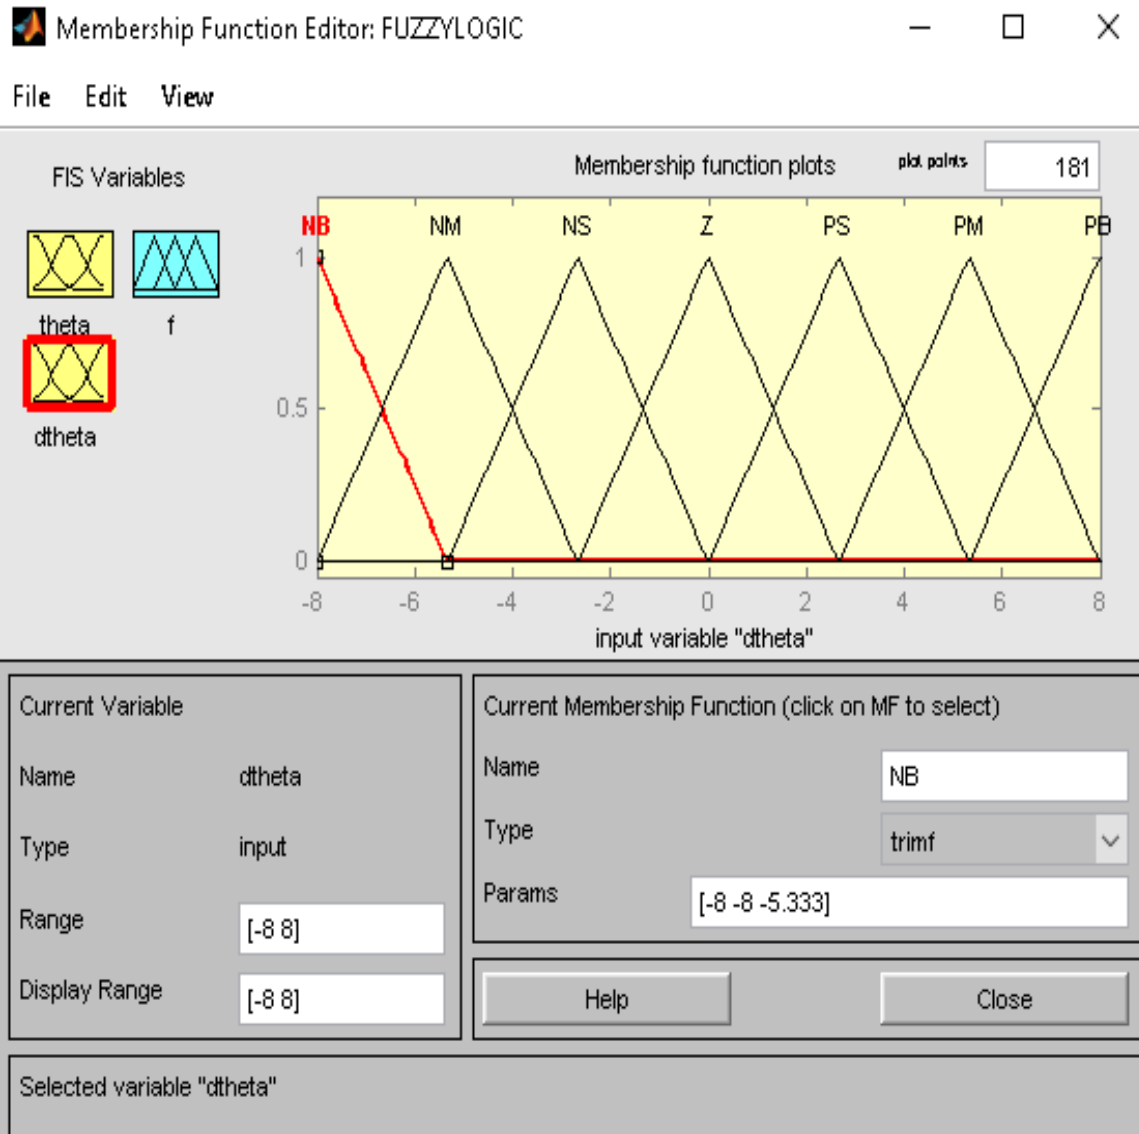 Membership Function Editor: FUZZYLOGIC
File Edit View
FIS Variables
Membership function plots
plot points
181
theta
f
dtheta
NB NM NS Z PS PM PB
1
0.5
0
-8 -6 -4 -2 0 2 4 6 8
input variable "dtheta"
Current Variable
Name dtheta
Type input
Range [-8 8]
Display Range [-8 8]
Current Membership Function (click on MF to select)
Name NB
Type trimf
Params [-8 -8 -5.333]
Help Close
Selected variable "dtheta"